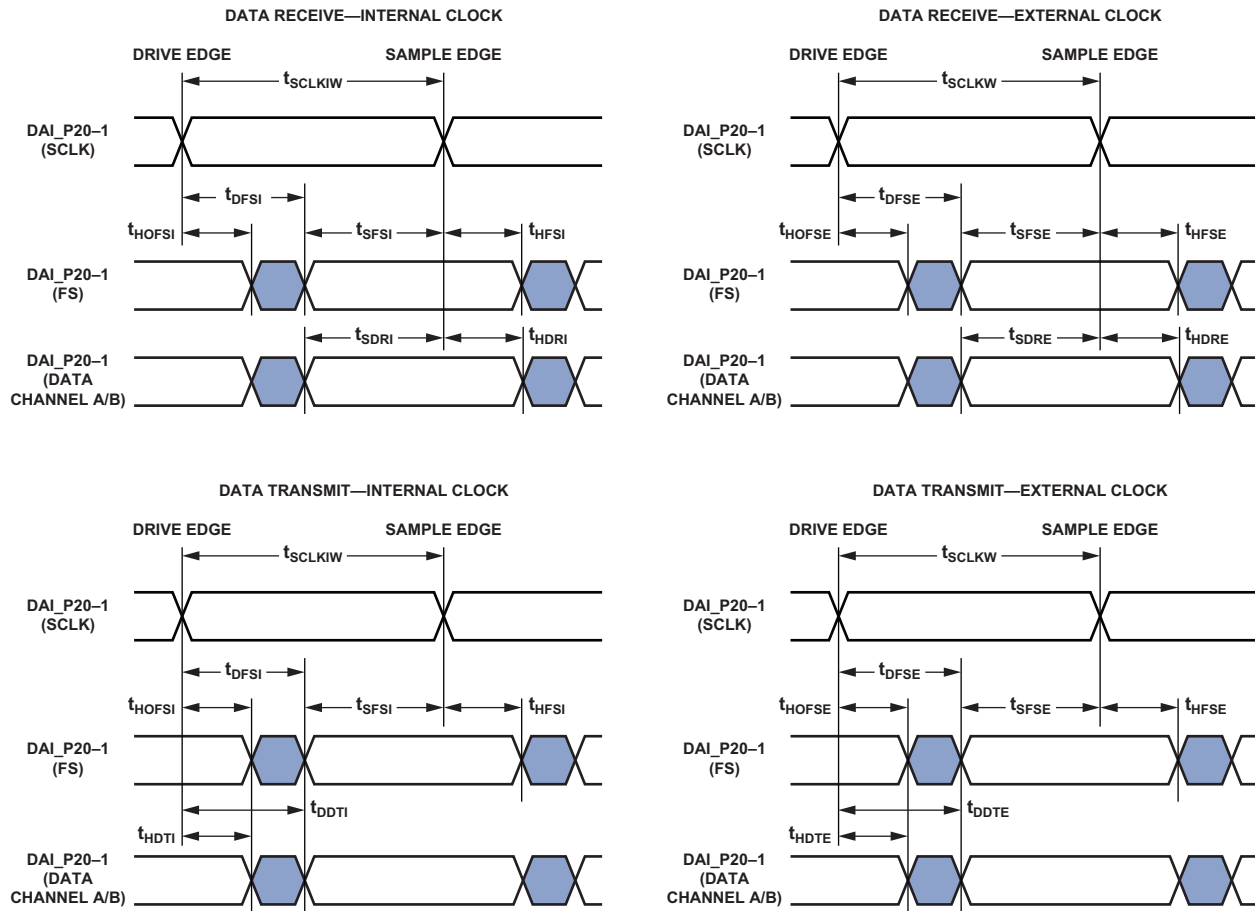 DATA RECEIVE—INTERNAL CLOCK
DRIVE EDGE
SAMPLE EDGE
tSCLKIW
DAI_P20–1
(SCLK)
tDFSI
tHOFSI
tSFSI
tHFSI
DAI_P20–1
(FS)
tSDRI
tHDRI
DAI_P20–1
(DATA
CHANNEL A/B)
DATA RECEIVE—EXTERNAL CLOCK
DRIVE EDGE
SAMPLE EDGE
tSCLKW
DAI_P20–1
(SCLK)
tDFSE
tHOFSE
tSFSE
tHFSE
DAI_P20–1
(FS)
tSDRE
tHDRE
DAI_P20–1
(DATA
CHANNEL A/B)
DATA TRANSMIT—INTERNAL CLOCK
DRIVE EDGE
SAMPLE EDGE
tSCLKIW
DAI_P20–1
(SCLK)
tDFSI
tHOFSI
tSFSI
tHFSI
DAI_P20–1
(FS)
tDDTI
tHDTI
DAI_P20–1
(DATA
CHANNEL A/B)
DATA TRANSMIT—EXTERNAL CLOCK
DRIVE EDGE
SAMPLE EDGE
tSCLKW
DAI_P20–1
(SCLK)
tDFSE
tHOFSE
tSFSE
tHFSE
DAI_P20–1
(FS)
tDDTE
tHDTE
DAI_P20–1
(DATA
CHANNEL A/B)